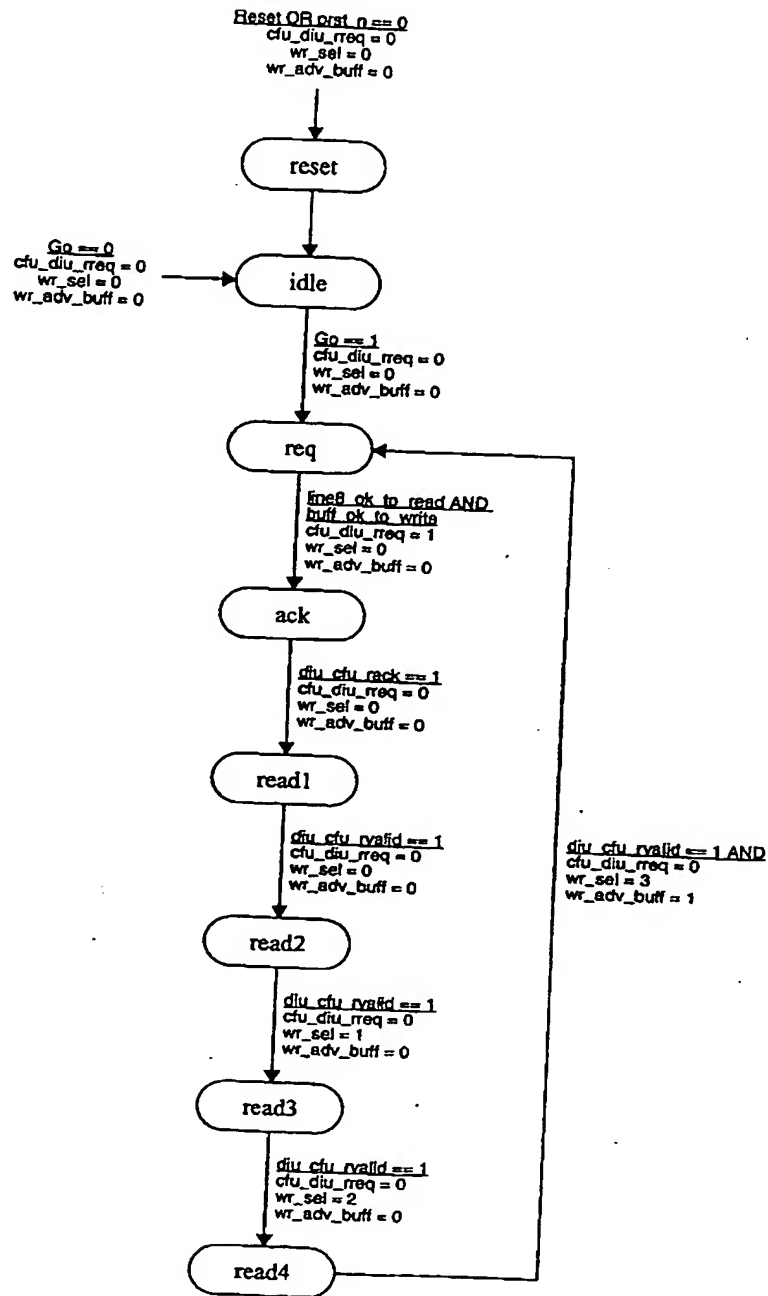 Reset OR prst_n == 0
cfu_diu_rreq = 0
wr_sel = 0
wr_adv_buff = 0
reset
Go == 0
cfu_diu_rreq = 0
wr_sel = 0
wr_adv_buff = 0
idle
Go == 1
cfu_diu_rreq = 0
wr_sel = 0
wr_adv_buff = 0
req
line8_ok_to_read AND
buff_ok_to_write
cfu_diu_rreq = 1
wr_sel = 0
wr_adv_buff = 0
ack
diu_cfu_rack == 1
cfu_diu_rreq = 0
wr_sel = 0
wr_adv_buff = 0
read1
diu_cfu_rvalid == 1
cfu_diu_rreq = 0
wr_sel = 0
wr_adv_buff = 0
diu_cfu_rvalid == 1 AND
cfu_diu_rreq = 0
wr_sel = 3
wr_adv_buff = 1
read2
diu_cfu_rvalid == 1
cfu_diu_rreq = 0
wr_sel = 1
wr_adv_buff = 0
read3
diu_cfu_rvalid == 1
cfu_diu_rreq = 0
wr_sel = 2
wr_adv_buff = 0
read4